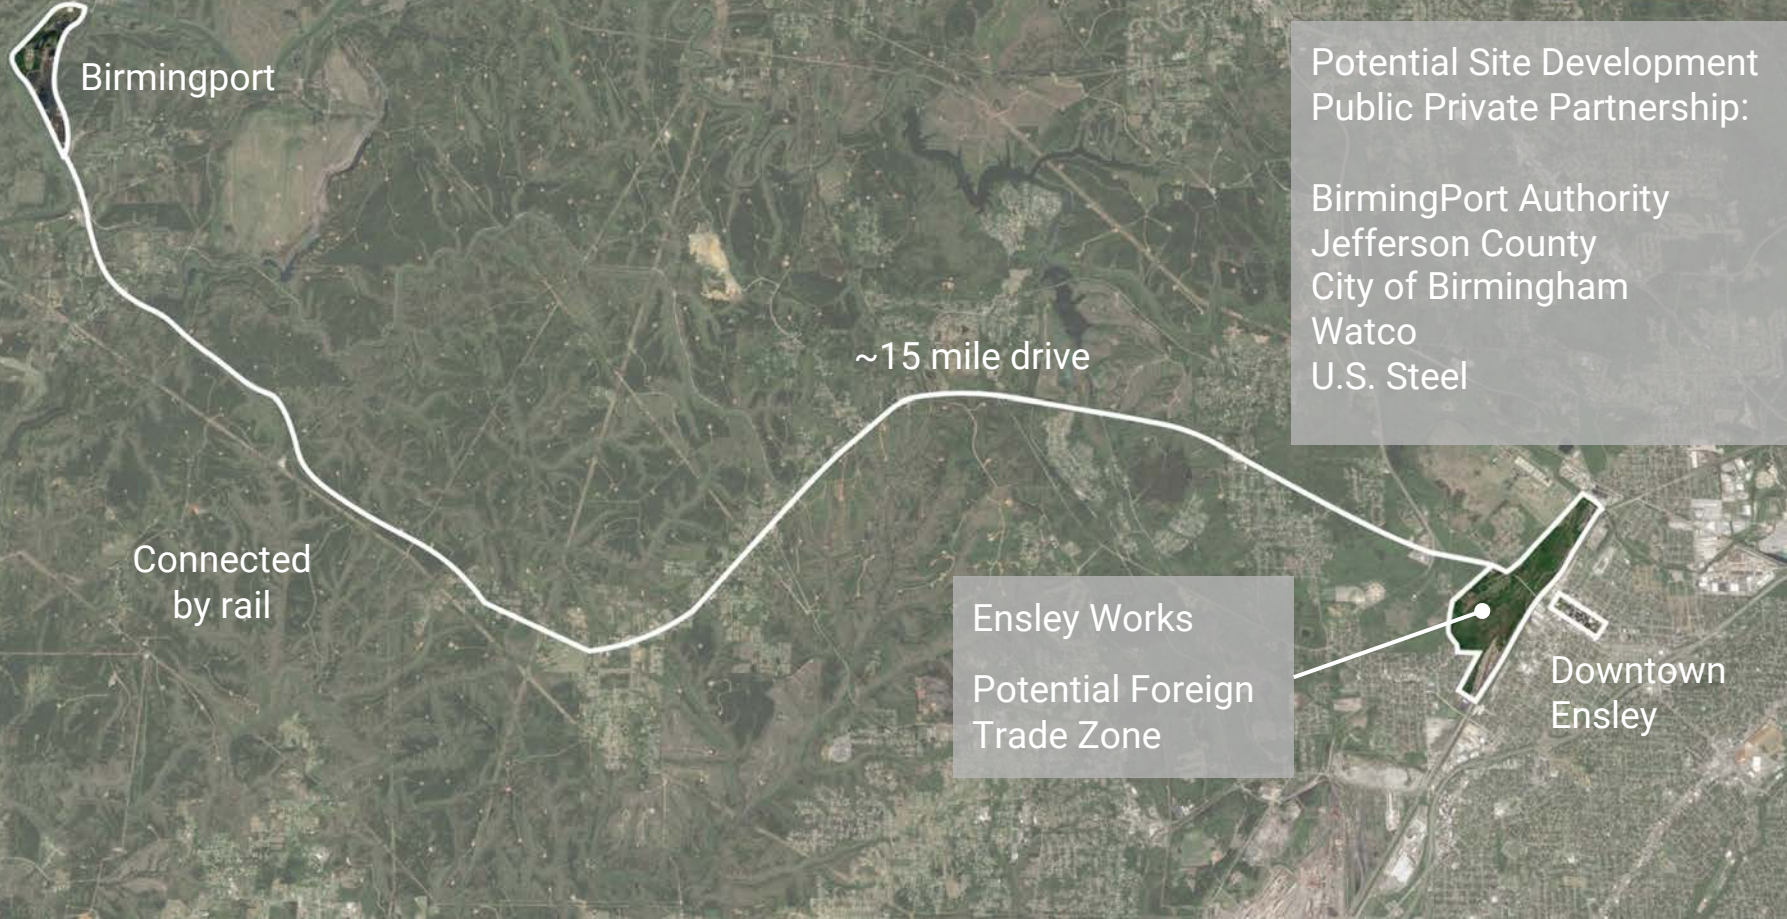 Birmingport
Potential Site Development
Public Private Partnership:
BirmingPort Authority
Jefferson County
City of Birmingham
Watco
U.S. Steel
~15 mile drive
Connected
by rail
Ensley Works
Potential Foreign
Trade Zone
Downtown
Ensley